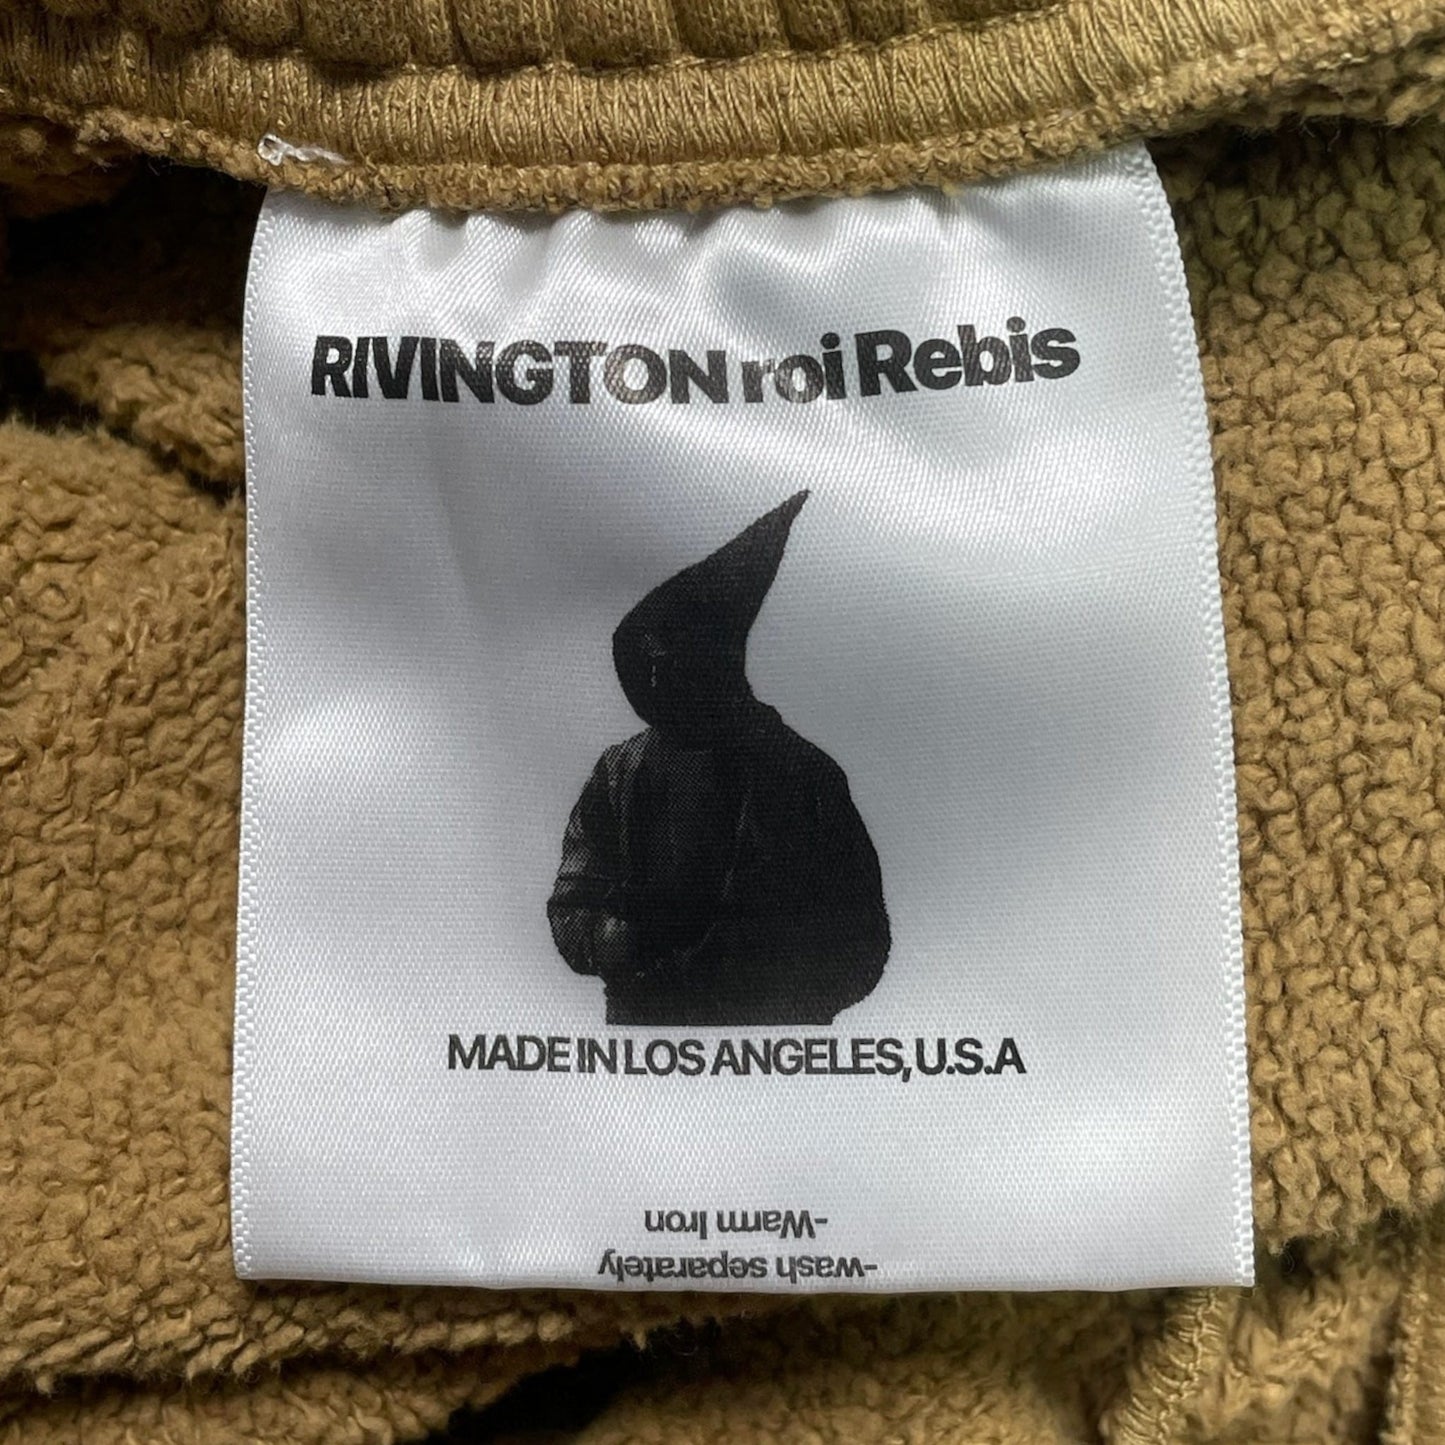 RIVINGTON roi Rebis
MADE IN LOS ANGELES, U.S.A
-Warm Iron
-wash separately